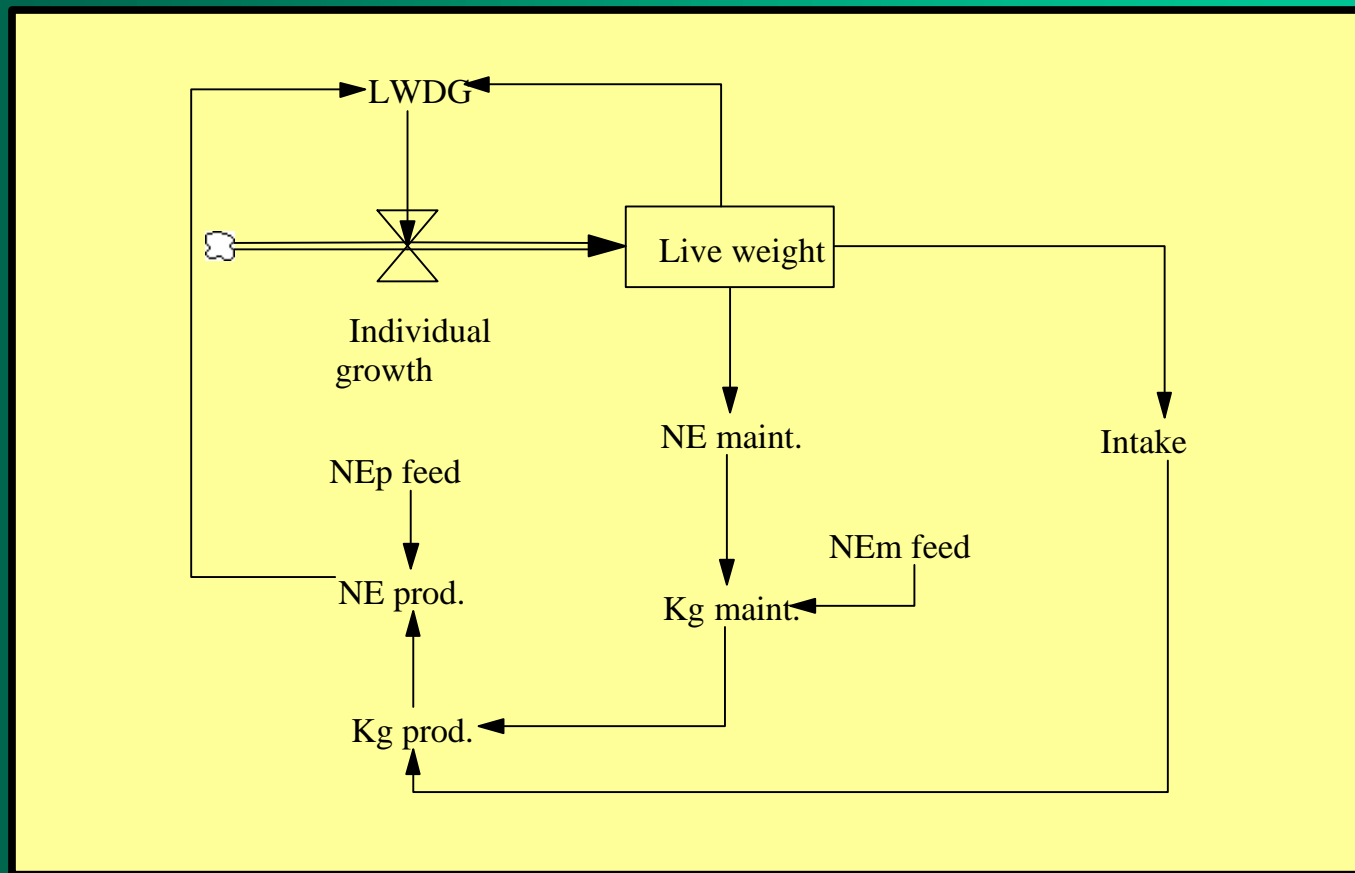 LWDG
Live weight
Individual
growth
NE maint.
Intake
NEp feed
NEm feed
NE prod.
Kg maint.
Kg prod.